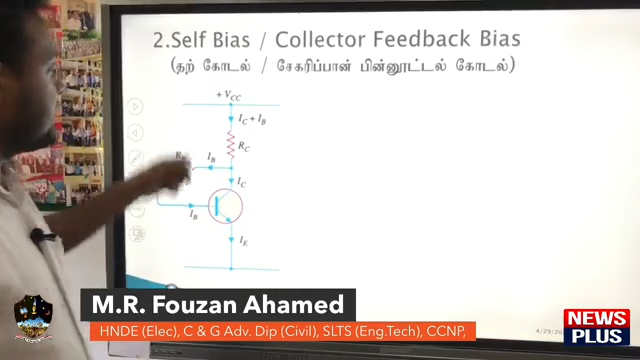 2.Self Bias / Collector Feedback Bias
(தற் கோடல் / சேகரிப்பான் பின்னூட்டல் கோடல்)
+ VCC
IC + IB
RC
IB
IC
IB
IE
M.R. Fouzan Ahamed
HNDE (Elec), C & G Adv. Dip (Civil), SLTS (Eng.Tech), CCNP,
NEWS
PLUS